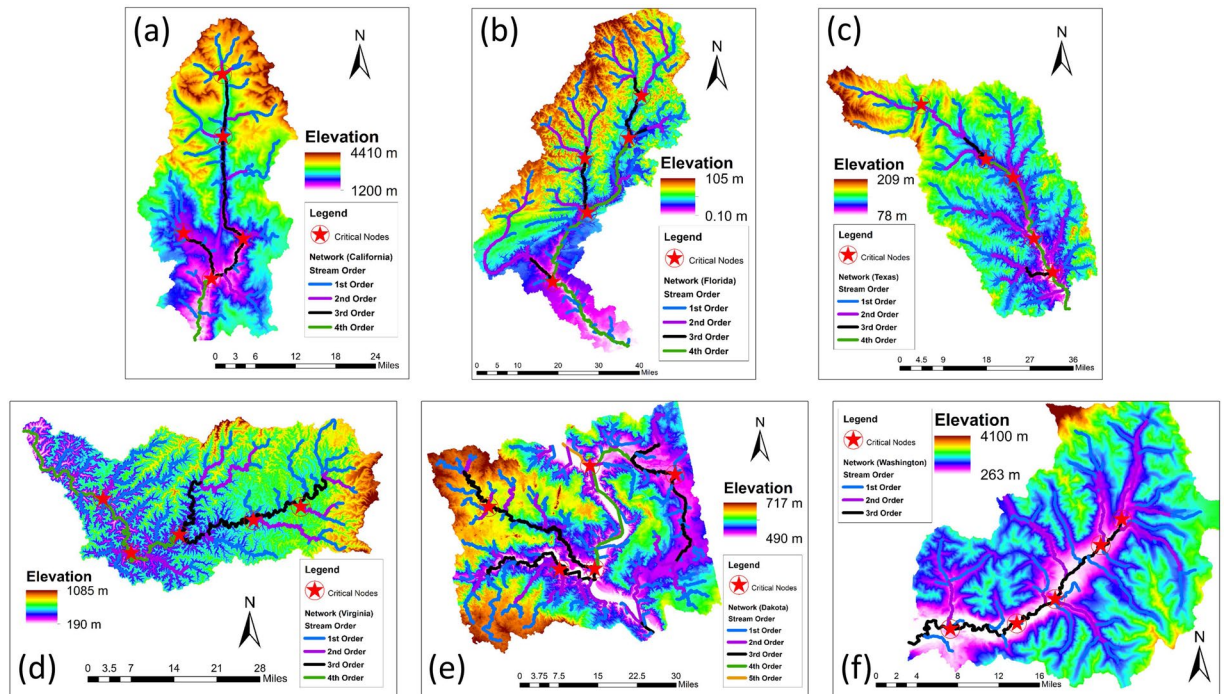 (a)
N
Elevation
4410 m
1200 m
Legend
Critical Nodes
Network (California)
Stream Order
1st Order
2nd Order
3rd Order
4th Order
0 3 6 12 18 24
Miles
(b)
N
Elevation
105 m
0.10 m
Legend
Critical Nodes
Network (Florida)
Stream Order
1st Order
2nd Order
3rd Order
4th Order
0 5 10 20 30 40
Miles
(c)
N
Elevation
209 m
78 m
Legend
Critical Nodes
Network (Texas)
Stream Order
1st Order
2nd Order
3rd Order
4th Order
0 4.5 9 18 27 36
Miles
(d)
N
Elevation
1085 m
190 m
Legend
Critical Nodes
Network (Virginia)
Stream Order
1st Order
2nd Order
3rd Order
4th Order
0 3.5 7 14 21 28
Miles
(e)
N
Elevation
717 m
490 m
Legend
Critical Nodes
Network (Dakota)
Stream Order
1st Order
2nd Order
3rd Order
4th Order
5th Order
0 3.75 7.5 15 22.5 30
Miles
(f)
N
Legend
Critical Nodes
Network (Washington)
Stream Order
1st Order
2nd Order
3rd Order
Elevation
4100 m
263 m
0 2 4 8 12 16
Miles